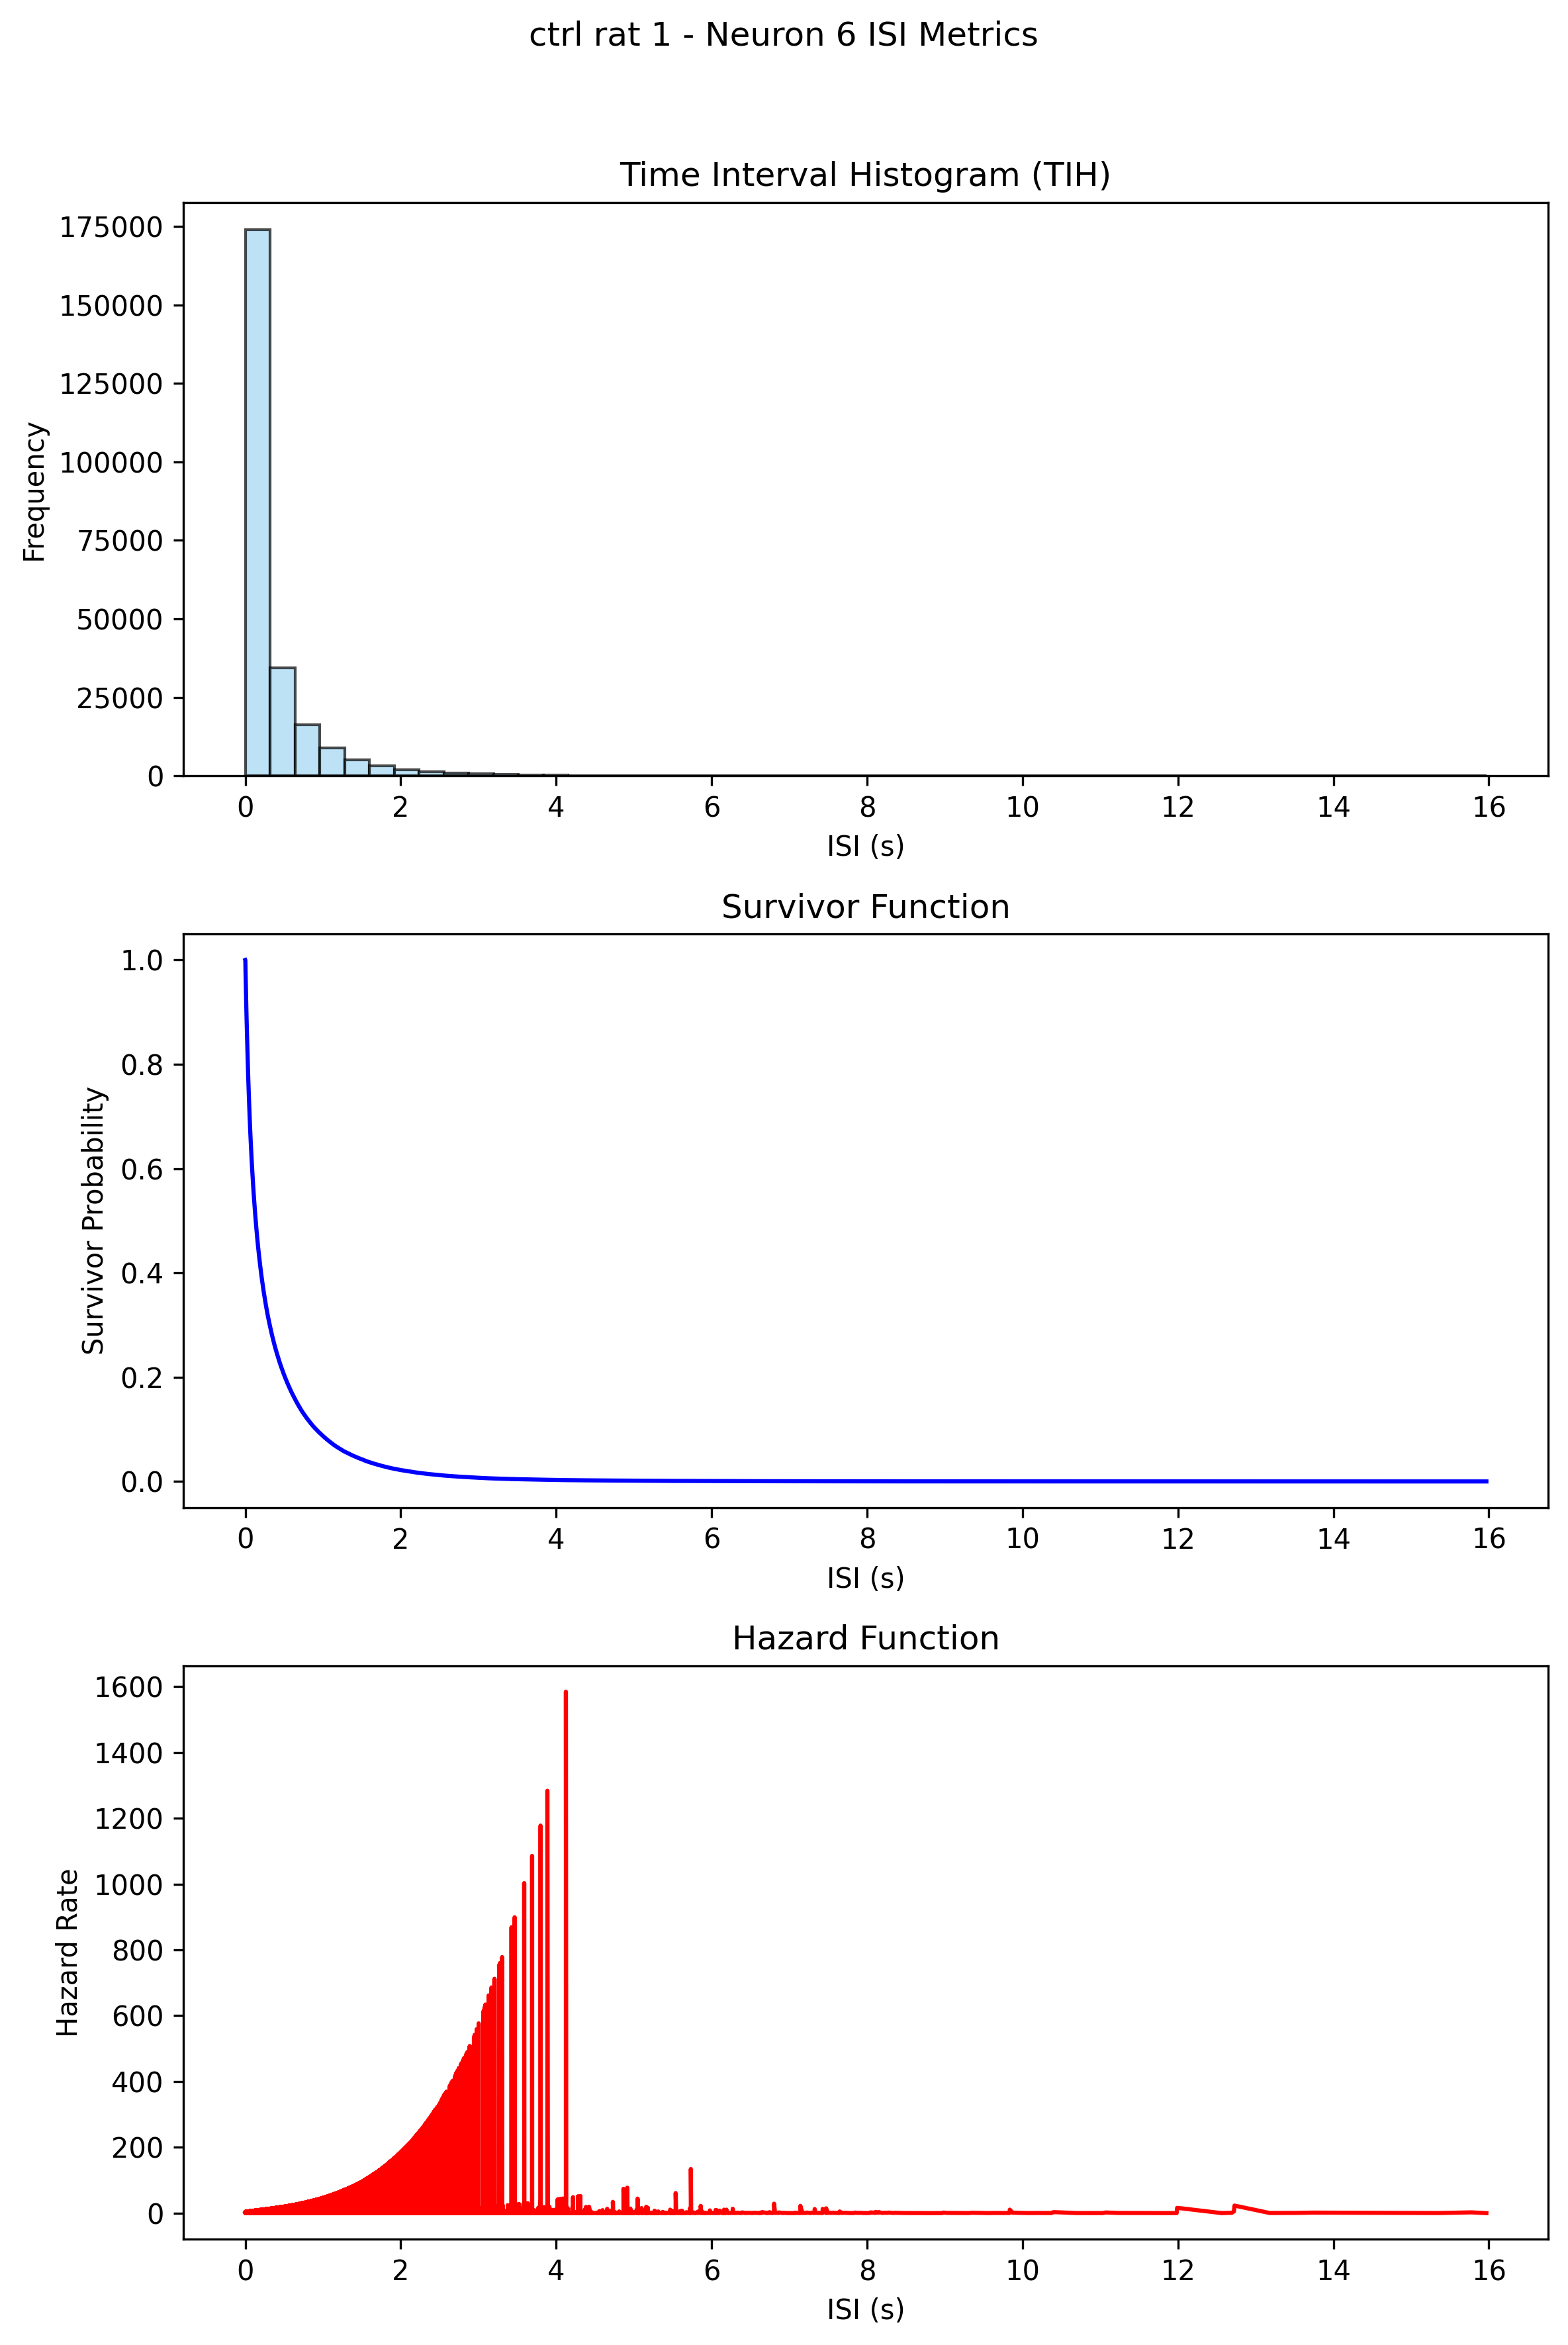 ctrl rat 1 - Neuron 6 ISI Metrics
Time Interval Histogram (TIH)
Frequency
175000
150000
125000
100000
75000
50000
25000
0
0 2 4 6 8 10 12 14 16
ISI (s)
Survivor Function
Survivor Probability
1.0
0.8
0.6
0.4
0.2
0.0
0 2 4 6 8 10 12 14 16
ISI (s)
Hazard Function
Hazard Rate
1600
1400
1200
1000
800
600
400
200
0
0 2 4 6 8 10 12 14 16
ISI (s)